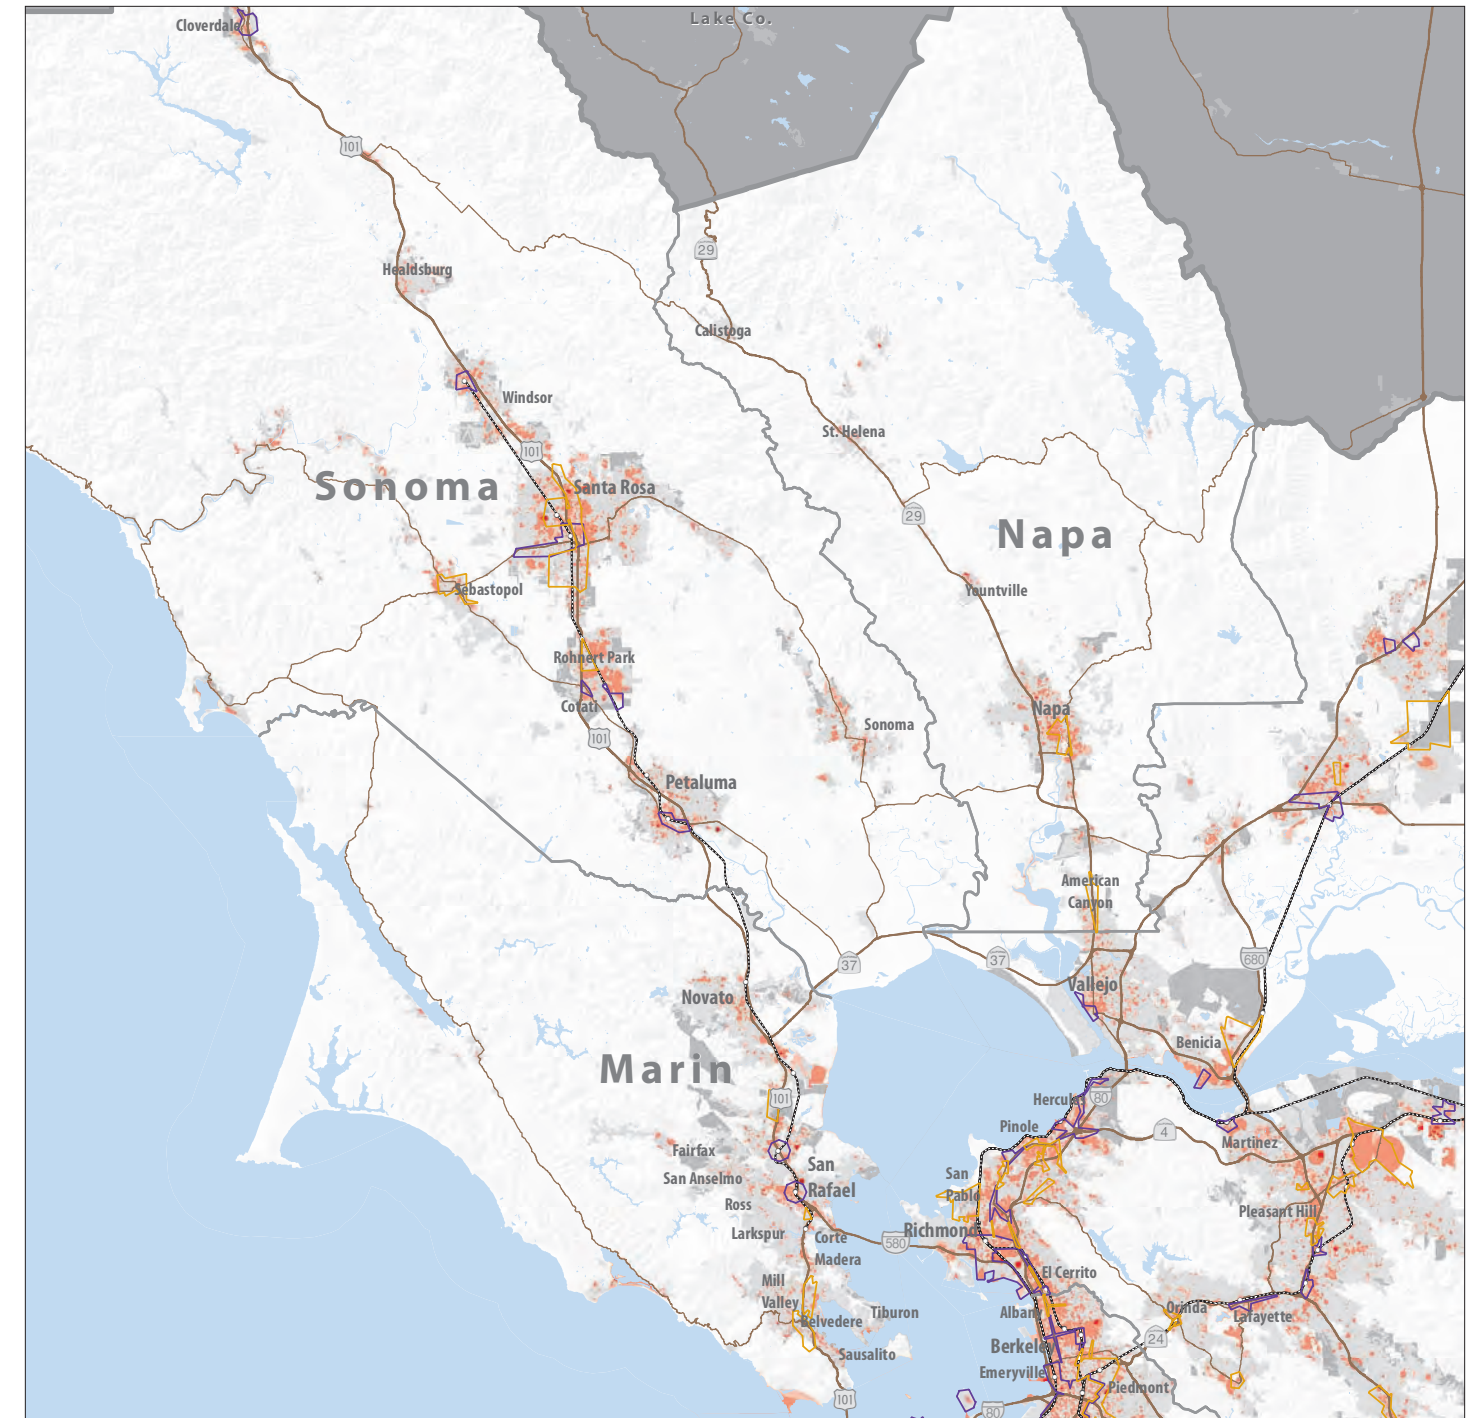 Lake Co.
Cloverdale
101
29
Healdsburg
Calistoga
Windsor
St. Helena
101
Sonoma
Santa Rosa
29
Napa
Sebastopol
Yountville
Rohnert Park
Cotati
Napa
Sonoma
101
Petaluma
American
Canyon
37
37
680
Vallejo
Novato
Benicia
Marin
101
Hercules
80
Pinole
4
Martinez
Fairfax
San Anselmo
San
Rafael
San
Pablo
Ross
Pleasant Hill
Larkspur
Corte
Madera
580
Richmond
El Cerrito
Mill
Valley
Tiburon
Belvedere
Albany
Orinda
Lafayette
24
Sausalito
Berkeley
Emeryville
Piedmont
101
80